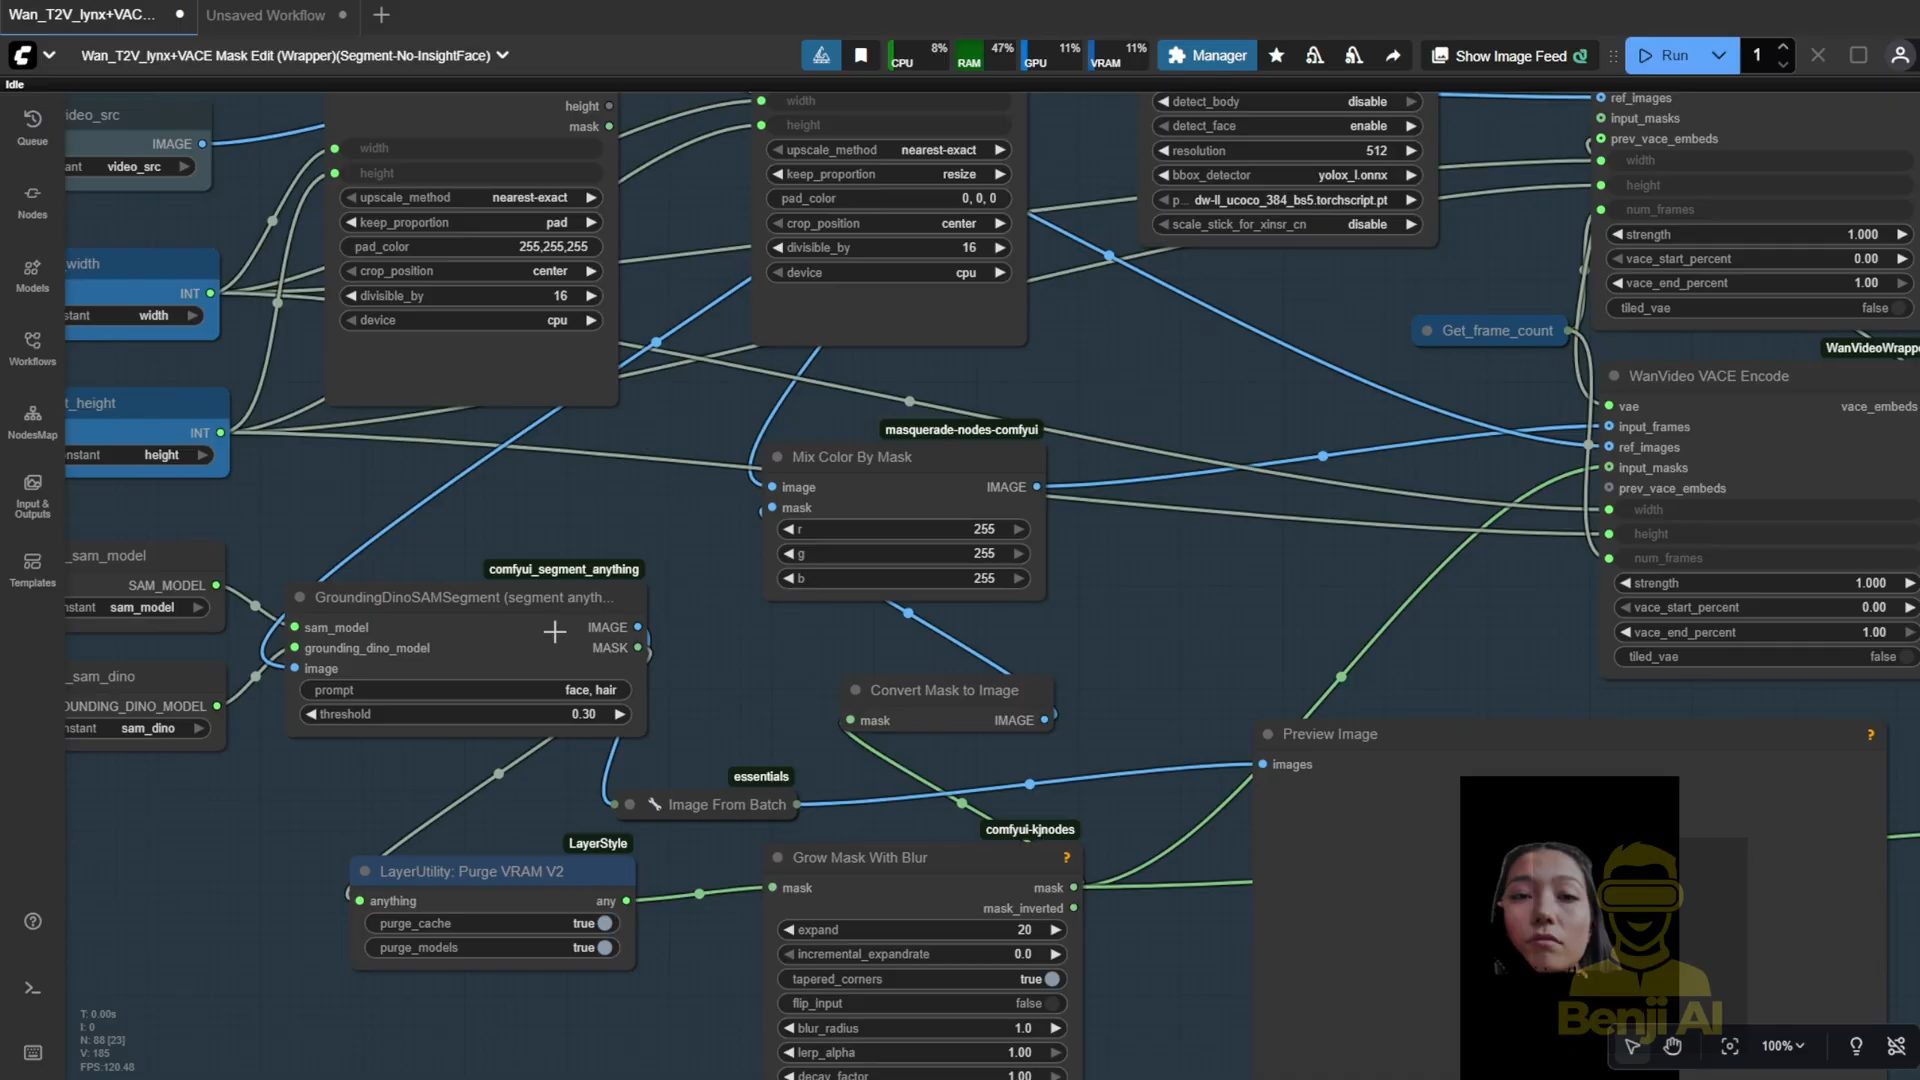 Wan_T2V_lynx+VAC...
Unsaved Workflow
Wan_T2V_lynx+VACE Mask Edit (Wrapper)(Segment-No-InsightFace)
8%
CPU
47%
RAM
11%
GPU
11%
VRAM
Manager
Show Image Feed
Run
1
Idle
Queue
Nodes
Models
Workflows
NodesMap
Input &
Outputs
Templates
ideo_src
IMAGE
ant video_src
_width
INT
stant width
t_height
INT
onstant height
_sam_model
SAM_MODEL
nstant sam_model
_sam_dino
OUNDING_DINO_MODEL
nstant sam_dino
height
mask
width
height
upscale_method nearest-exact
keep_proportion pad
pad_color 255,255,255
crop_position center
divisible_by 16
device cpu
width
height
upscale_method nearest-exact
keep_proportion resize
pad_color 0, 0, 0
crop_position center
divisible_by 16
device cpu
detect_body disable
detect_face enable
resolution 512
bbox_detector yolox_l.onnx
p... dw-ll_ucoco_384_bs5.torchscript.pt
scale_stick_for_xinsr_cn disable
ref_images
input_masks
prev_vace_embeds
width
height
num_frames
strength 1.000
vace_start_percent 0.00
vace_end_percent 1.00
tiled_vae false
Get_frame_count
WanVideoWrappe
WanVideo VACE Encode
vae vace_embeds
input_frames
ref_images
input_masks
prev_vace_embeds
width
height
num_frames
strength 1.000
vace_start_percent 0.00
vace_end_percent 1.00
tiled_vae false
masquerade-nodes-comfyui
Mix Color By Mask
image IMAGE
mask
r 255
g 255
b 255
comfyui_segment_anything
GroundingDinoSAMSegment (segment anyth...
sam_model IMAGE
grounding_dino_model MASK
image
prompt face, hair
threshold 0.30
Convert Mask to Image
mask IMAGE
essentials
Image From Batch
LayerStyle
LayerUtility: Purge VRAM V2
anything any
purge_cache true
purge_models true
comfyui-kjnodes
Grow Mask With Blur ?
mask mask
mask_inverted
expand 20
incremental_expandrate 0.0
tapered_corners true
flip_input false
blur_radius 1.0
lerp_alpha 1.00
decay_factor 1.00
Preview Image ?
images
Benji AI
T: 0.00s
I: 0
N: 88 [23]
V: 185
FPS:120.48
100%